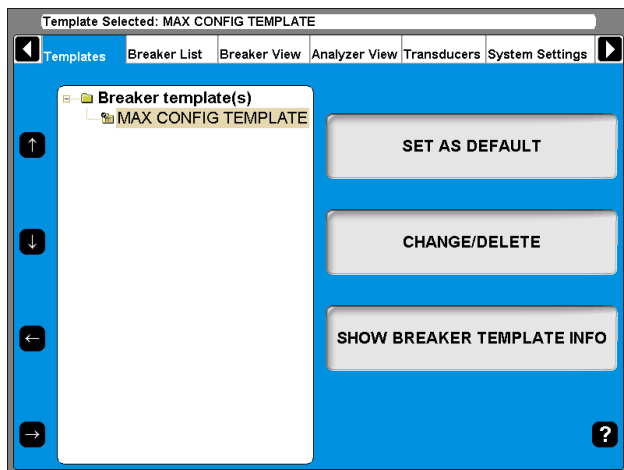 Template Selected: MAX CONFIG TEMPLATE
Templates Breaker List Breaker View Analyzer View Transducers System Settings
Breaker template(s)
MAX CONFIG TEMPLATE
SET AS DEFAULT
CHANGE/DELETE
SHOW BREAKER TEMPLATE INFO
?